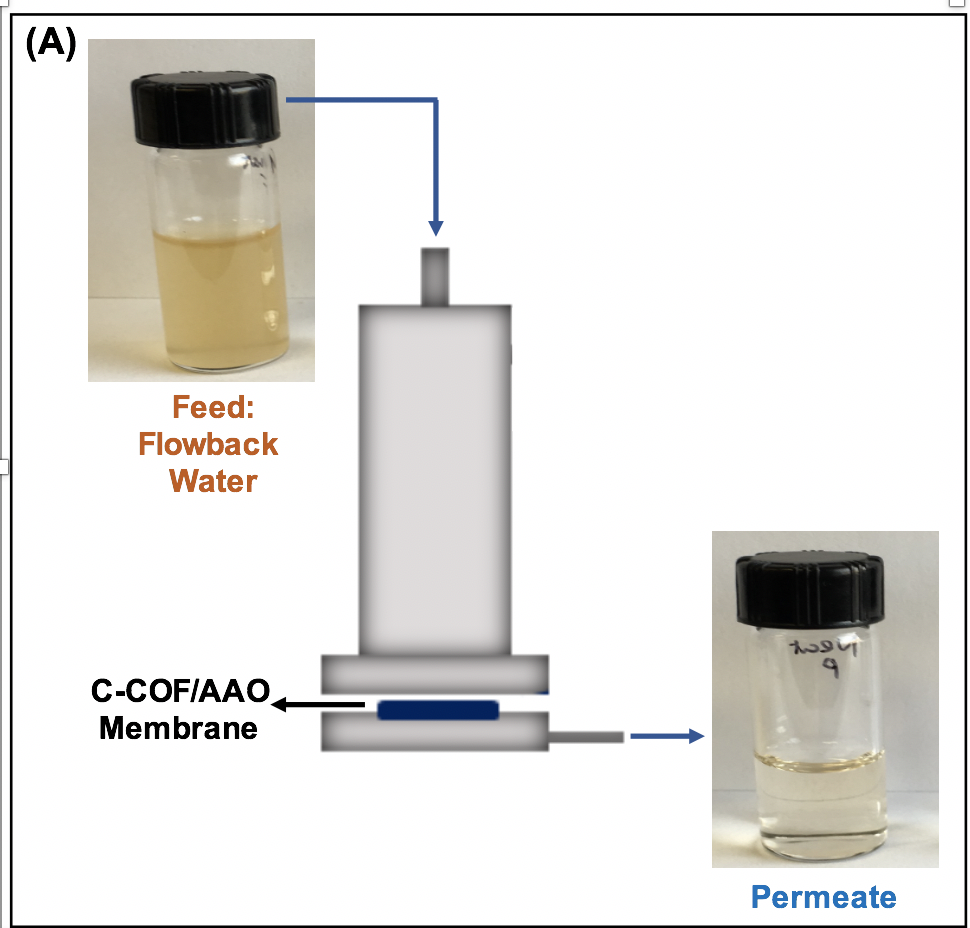 (A)
Feed:
Flowback
Water
C-COF/AAO
Membrane
Permeate